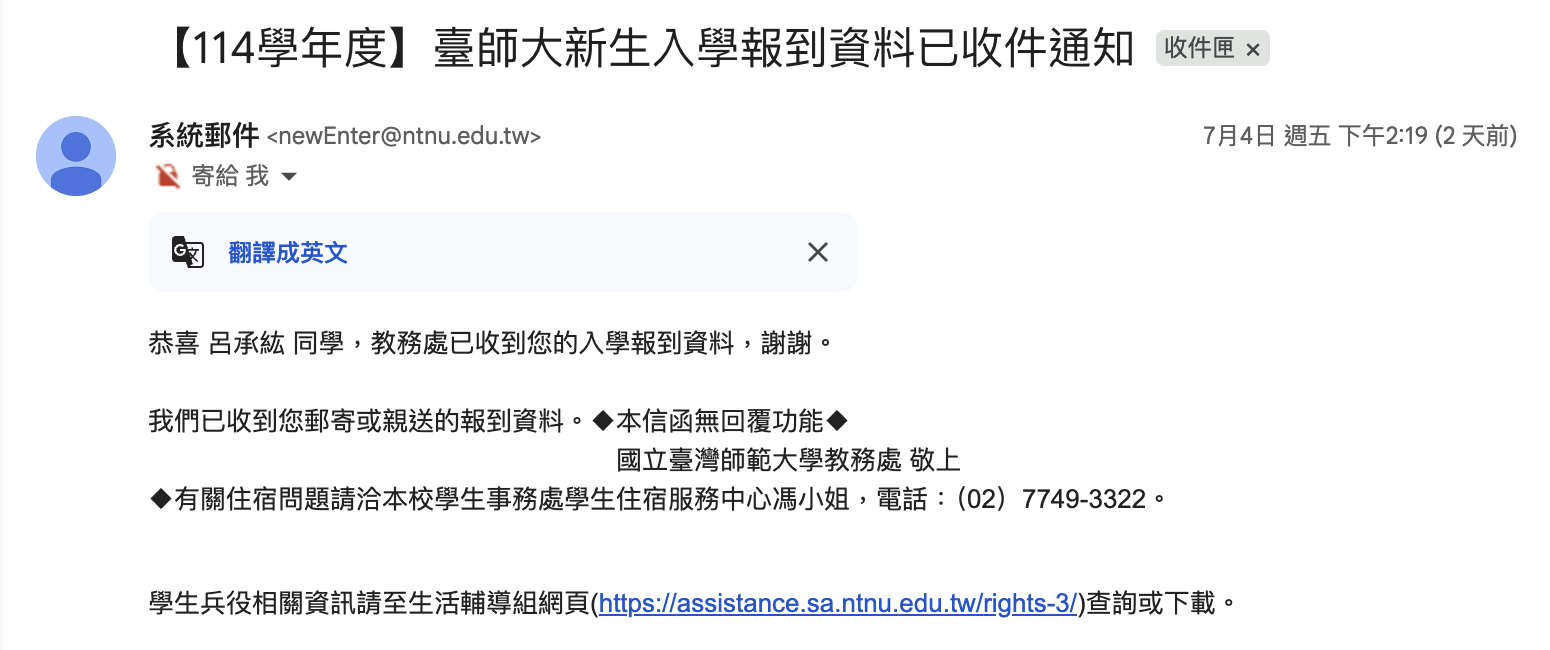 【114學年度】臺師大新生入學報到資料已收件通知 收件匣 ×
系統郵件 <newEnter@ntnu.edu.tw> 7月4日 週五 下午2:19 (2 天前)
寄給 我
翻譯成英文
恭喜 呂承紘 同學，教務處已收到您的入學報到資料，謝謝。
我們已收到您郵寄或親送的報到資料。◆本信函無回覆功能◆
國立臺灣師範大學教務處 敬上
◆有關住宿問題請洽本校學生事務處學生住宿服務中心馮小姐，電話：（02）7749-3322。
學生兵役相關資訊請至生活輔導組網頁(https://assistance.sa.ntnu.edu.tw/rights-3/)查詢或下載。